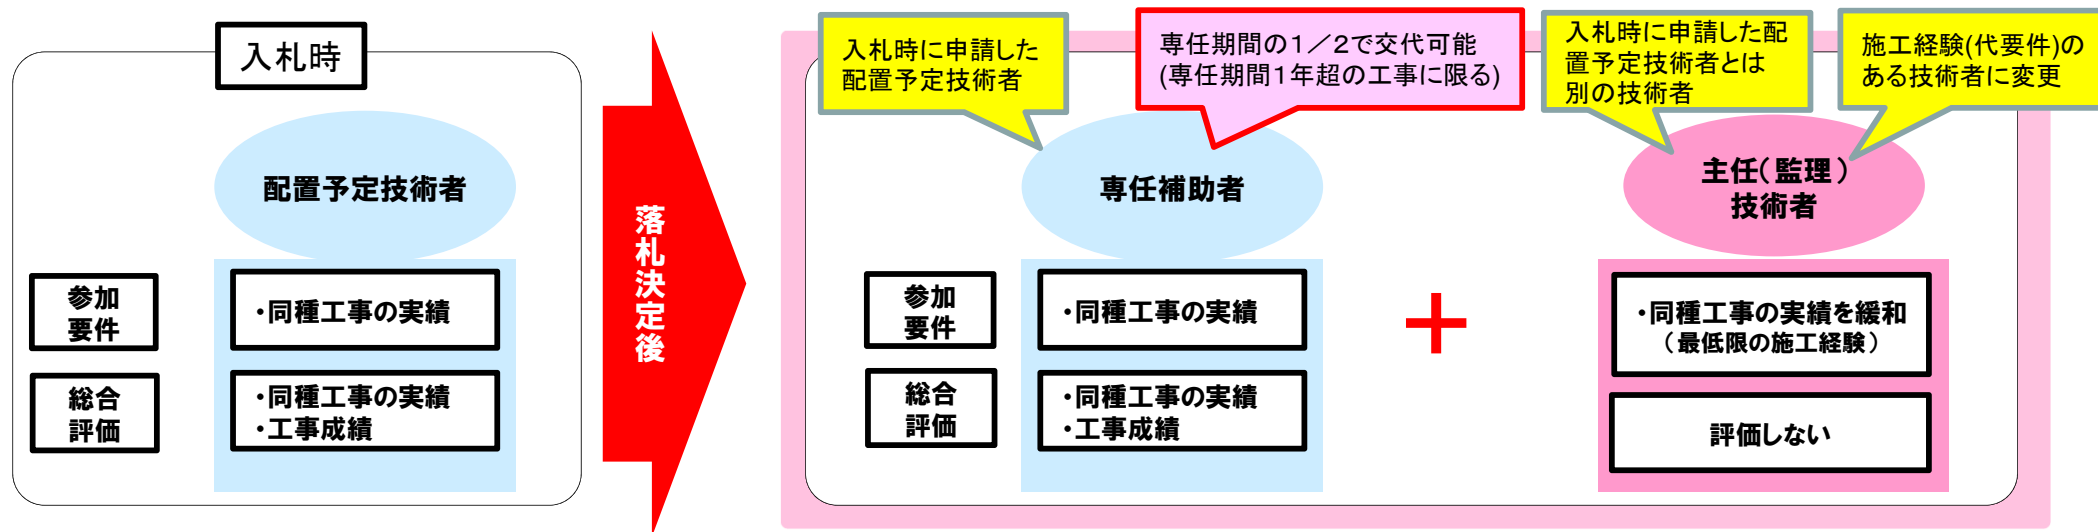 入札時
配置予定技術者
参加
要件
・同種工事の実績
総合
評価
・同種工事の実績
・工事成績
落札決定後
入札時に申請した
配置予定技術者
専任期間の1/2で交代可能
(専任期間1年超の工事に限る)
入札時に申請した配
置予定技術者とは
別の技術者
施工経験(代要件)の
ある技術者に変更
専任補助者
主任(監理)
技術者
参加
要件
・同種工事の実績
総合
評価
・同種工事の実績
・工事成績
+
・同種工事の実績を緩和
(最低限の施工経験)
評価しない